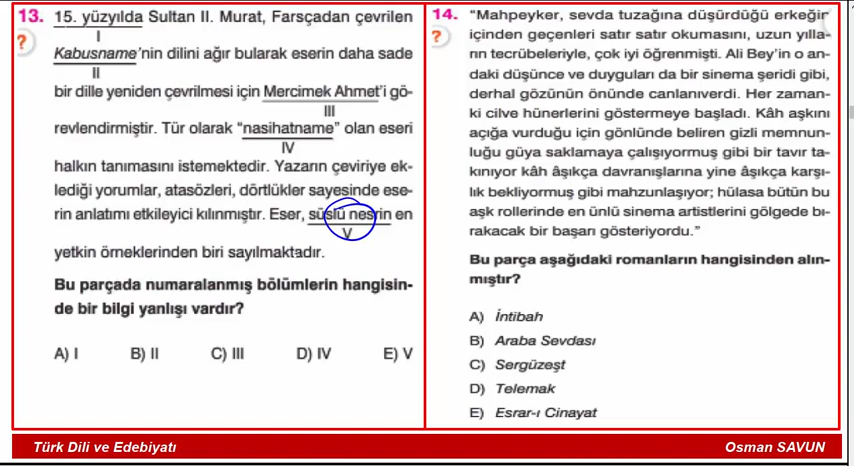 13. 15. yüzyılda Sultan II. Murat, Farsçadan çevrilen
I
?
Kabusname'nin dilini ağır bularak eserin daha sade
II
bir dille yeniden çevrilmesi için Mercimek Ahmet'i gö-
III
revlendirmiştir. Tür olarak "nasihatname" olan eseri
IV
halkın tanımasını istemektedir. Yazarın çeviriye ek-
lediği yorumlar, atasözleri, dörtlükler sayesinde ese-
rin anlatımı etkileyici kılınmıştır. Eser, süslü nesrin en
V
yetkin örneklerinden biri sayılmaktadır.
Bu parçada numaralanmış bölümlerin hangisin-
de bir bilgi yanlışı vardır?
A) I B) II C) III D) IV E) V
14. "Mahpeyker, sevda tuzağına düşürdüğü erkeğin
?
içinden geçenleri satır satır okumasını, uzun yılla-
rın tecrübeleriyle, çok iyi öğrenmişti. Ali Bey'in o an-
daki düşünce ve duyguları da bir sinema şeridi gibi,
derhal gözünün önünde canlanıverdi. Her zaman-
ki cilve hünerlerini göstermeye başladı. Kâh aşkını
açığa vurduğu için gönlünde beliren gizli memnun-
luğu güya saklamaya çalışıyormuş gibi bir tavır ta-
kınıyor kâh âşıkça davranışlarına yine âşıkça karşı-
lık bekliyormuş gibi mahzunlaşıyor; hülasa bütün bu
aşk rollerinde en ünlü sinema artistlerini gölgede bı-
rakacak bir başarı gösteriyordu."
Bu parça aşağıdaki romanların hangisinden alın-
mıştır?
A) İntibah
B) Araba Sevdası
C) Sergüzeşt
D) Telemak
E) Esrar-ı Cinayat
Türk Dili ve Edebiyatı
Osman SAVUN